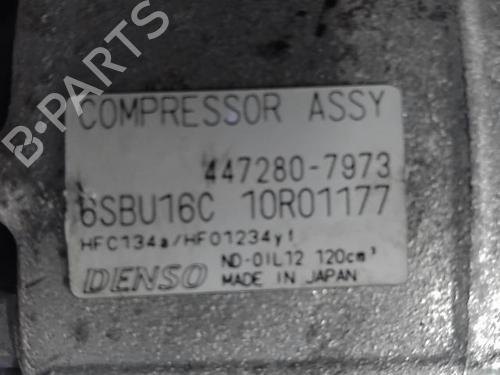 COMPRESSOR ASSY
447280-7973
6SBU16C 10R01177
HFC134a/HFO1234yf
DENSO
ND-OIL12 120cm³
MADE IN JAPAN
B-PARTS